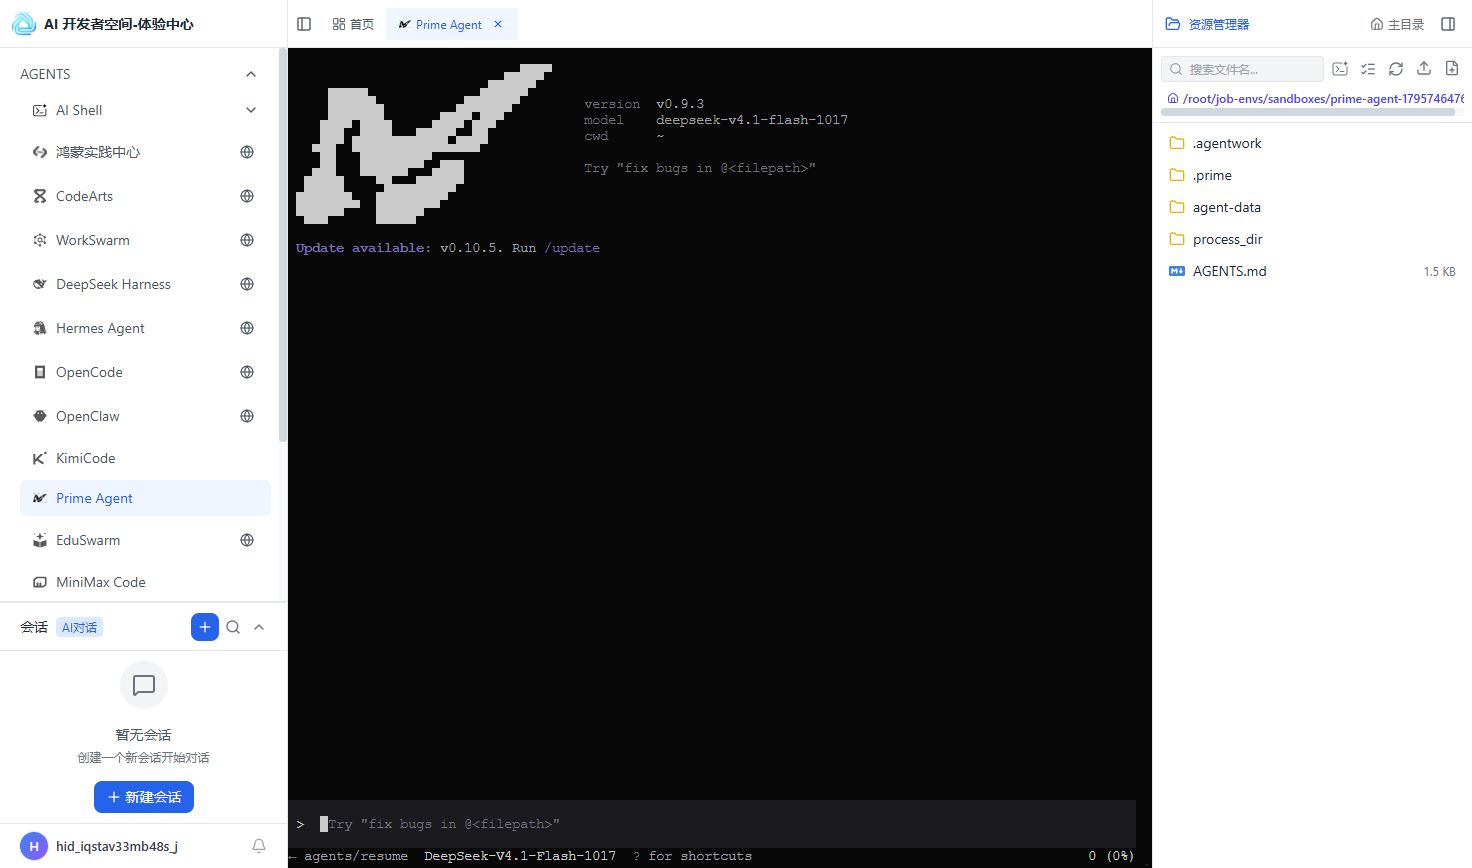 AI 开发者空间-体验中心
AGENTS
AI Shell
鸿蒙实践中心
CodeArts
WorkSwarm
DeepSeek Harness
Hermes Agent
OpenCode
OpenClaw
KimiCode
Prime Agent
EduSwarm
MiniMax Code
会话 AI对话
暂无会话
创建一个新会话开始对话
+ 新建会话
H hid_iqstav33mb48s_j
首页 Prime Agent ×
version v0.9.3
model deepseek-v4.1-flash-1017
cwd ~
Try "fix bugs in @<filepath>"
Update available: v0.10.5. Run /update
> Try "fix bugs in @<filepath>"
← agents/resume DeepSeek-V4.1-Flash-1017 ? for shortcuts 0 (0%)
资源管理器 主目录
搜索文件名...
/root/job-envs/sandboxes/prime-agent-1795746476
.agentwork
.prime
agent-data
process_dir
AGENTS.md 1.5 KB